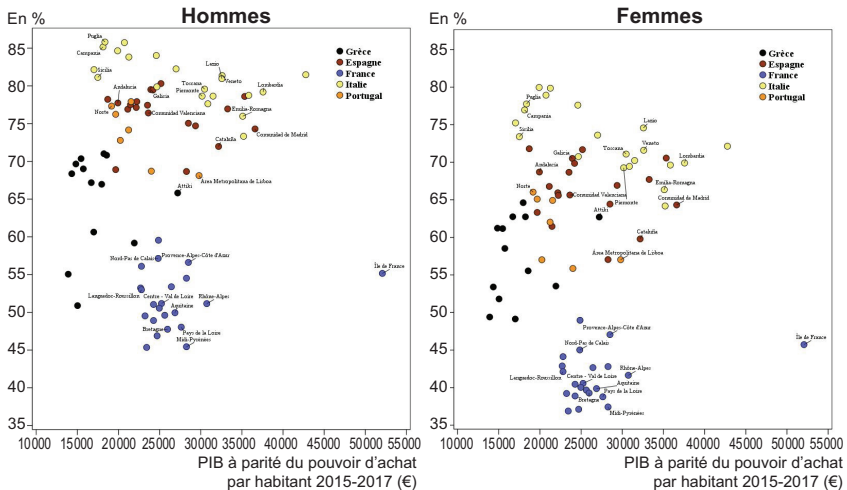 En %
Hommes
85
80
75
70
65
60
55
50
45
40
35
10000 15000 20000 25000 30000 35000 40000 45000 50000 55000
Puglia
Campania
Sicilia
Lazio
Veneto
Toscana
Piemonte
Lombardia
Andalucia
Galicia
Norte
Comunidad Valenciana
Emilia-Romagna
Comunidad de Madrid
Cataluña
Área Metropolitana de Lisboa
Attiki
Nord-Pas de Calais
Provence-Alpes-Côte d'Azur
Île de France
Languedoc-Roussillon
Centre - Val de Loire
Rhône-Alpes
Aquitaine
Bretagne
Pays de la Loire
Midi-Pyrénées
Grèce
Espagne
France
Italie
Portugal
PIB à parité du pouvoir d'achat
par habitant 2015-2017 (€)
En %
Femmes
85
80
75
70
65
60
55
50
45
40
35
10000 15000 20000 25000 30000 35000 40000 45000 50000 55000
Puglia
Campania
Sicilia
Lazio
Veneto
Toscana
Galicia
Lombardia
Andalucia
Norte
Comunidad Valenciana
Piemonte
Emilia-Romagna
Comunidad de Madrid
Attiki
Cataluña
Área Metropolitana de Lisboa
Provence-Alpes-Côte d'Azur
Nord-Pas de Calais
Île de France
Languedoc-Roussillon
Centre - Val de Loire
Rhône-Alpes
Aquitaine
Pays de la Loire
Bretagne
Midi-Pyrénées
Grèce
Espagne
France
Italie
Portugal
PIB à parité du pouvoir d'achat
par habitant 2015-2017 (€)